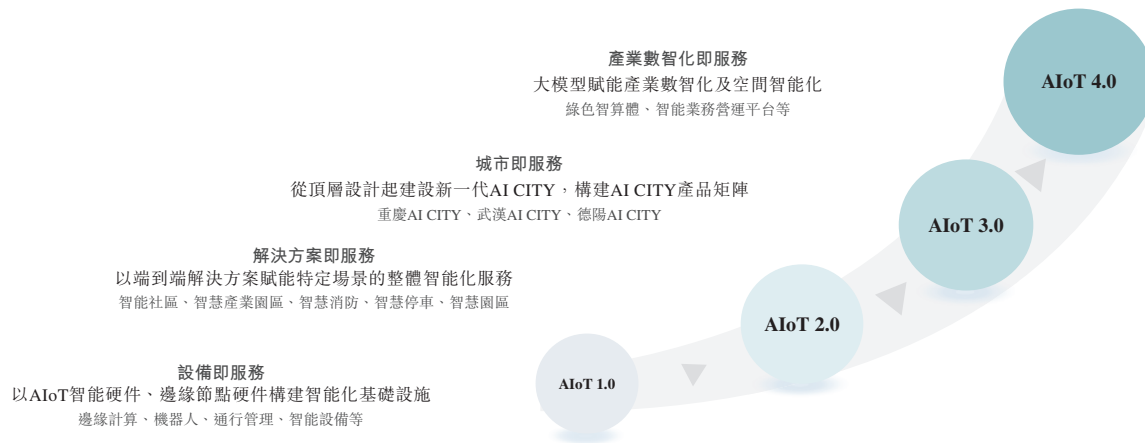 產業數智化即服務
大模型賦能產業數智化及空間智能化
綠色智算體、智能業務營運平台等
AIoT 4.0
城市即服務
從頂層設計起建設新一代AI CITY，構建AI CITY產品矩陣
重慶AI CITY、武漢AI CITY、德陽AI CITY
AIoT 3.0
解決方案即服務
以端到端解決方案賦能特定場景的整體智能化服務
智能社區、智慧產業園區、智慧消防、智慧停車、智慧園區
AIoT 2.0
設備即服務
以AIoT智能硬件、邊緣節點硬件構建智能化基礎設施
邊緣計算、機器人、通行管理、智能設備等
AIoT 1.0